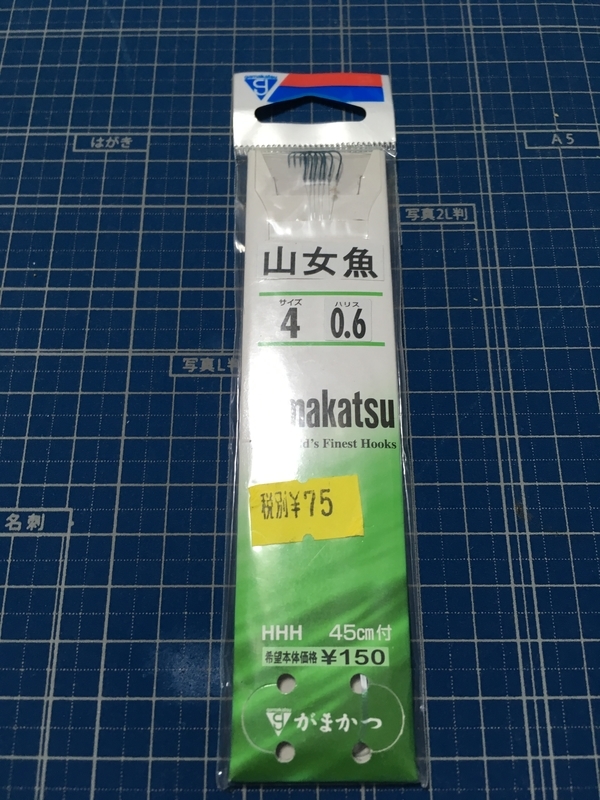 はがき
A5
写真2L判
山女魚
サイズ ハリス
4 0.6
写真L判
makatsu
d's Finest Hooks
税別¥75
名刺
HHH 45cm付
希望本体価格 ¥150
がまかつ